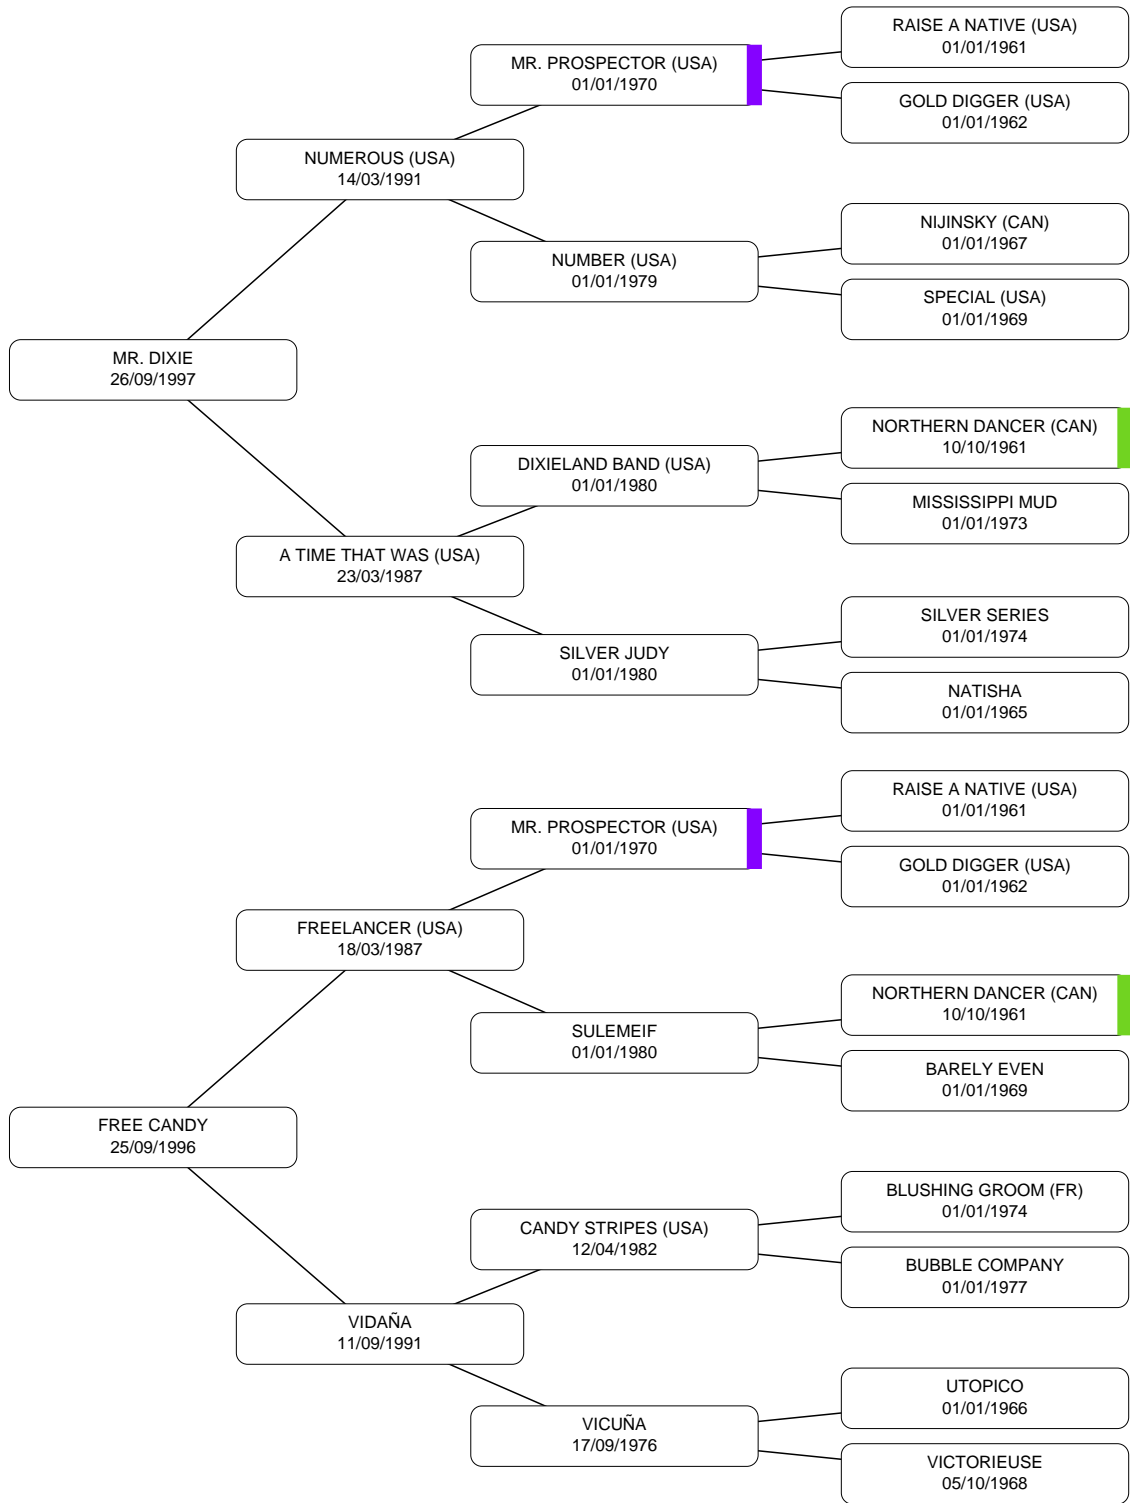 RAISE A NATIVE (USA)
01/01/1961
MR. PROSPECTOR (USA)
01/01/1970
GOLD DIGGER (USA)
01/01/1962
NUMEROUS (USA)
14/03/1991
NIJINSKY (CAN)
01/01/1967
NUMBER (USA)
01/01/1979
SPECIAL (USA)
01/01/1969
MR. DIXIE
26/09/1997
NORTHERN DANCER (CAN)
10/10/1961
DIXIELAND BAND (USA)
01/01/1980
MISSISSIPPI MUD
01/01/1973
A TIME THAT WAS (USA)
23/03/1987
SILVER SERIES
01/01/1974
SILVER JUDY
01/01/1980
NATISHA
01/01/1965
RAISE A NATIVE (USA)
01/01/1961
MR. PROSPECTOR (USA)
01/01/1970
GOLD DIGGER (USA)
01/01/1962
FREELANCER (USA)
18/03/1987
NORTHERN DANCER (CAN)
10/10/1961
SULEMEIF
01/01/1980
BARELY EVEN
01/01/1969
FREE CANDY
25/09/1996
BLUSHING GROOM (FR)
01/01/1974
CANDY STRIPES (USA)
12/04/1982
BUBBLE COMPANY
01/01/1977
VIDAÑA
11/09/1991
UTOPICO
01/01/1966
VICUÑA
17/09/1976
VICTORIEUSE
05/10/1968